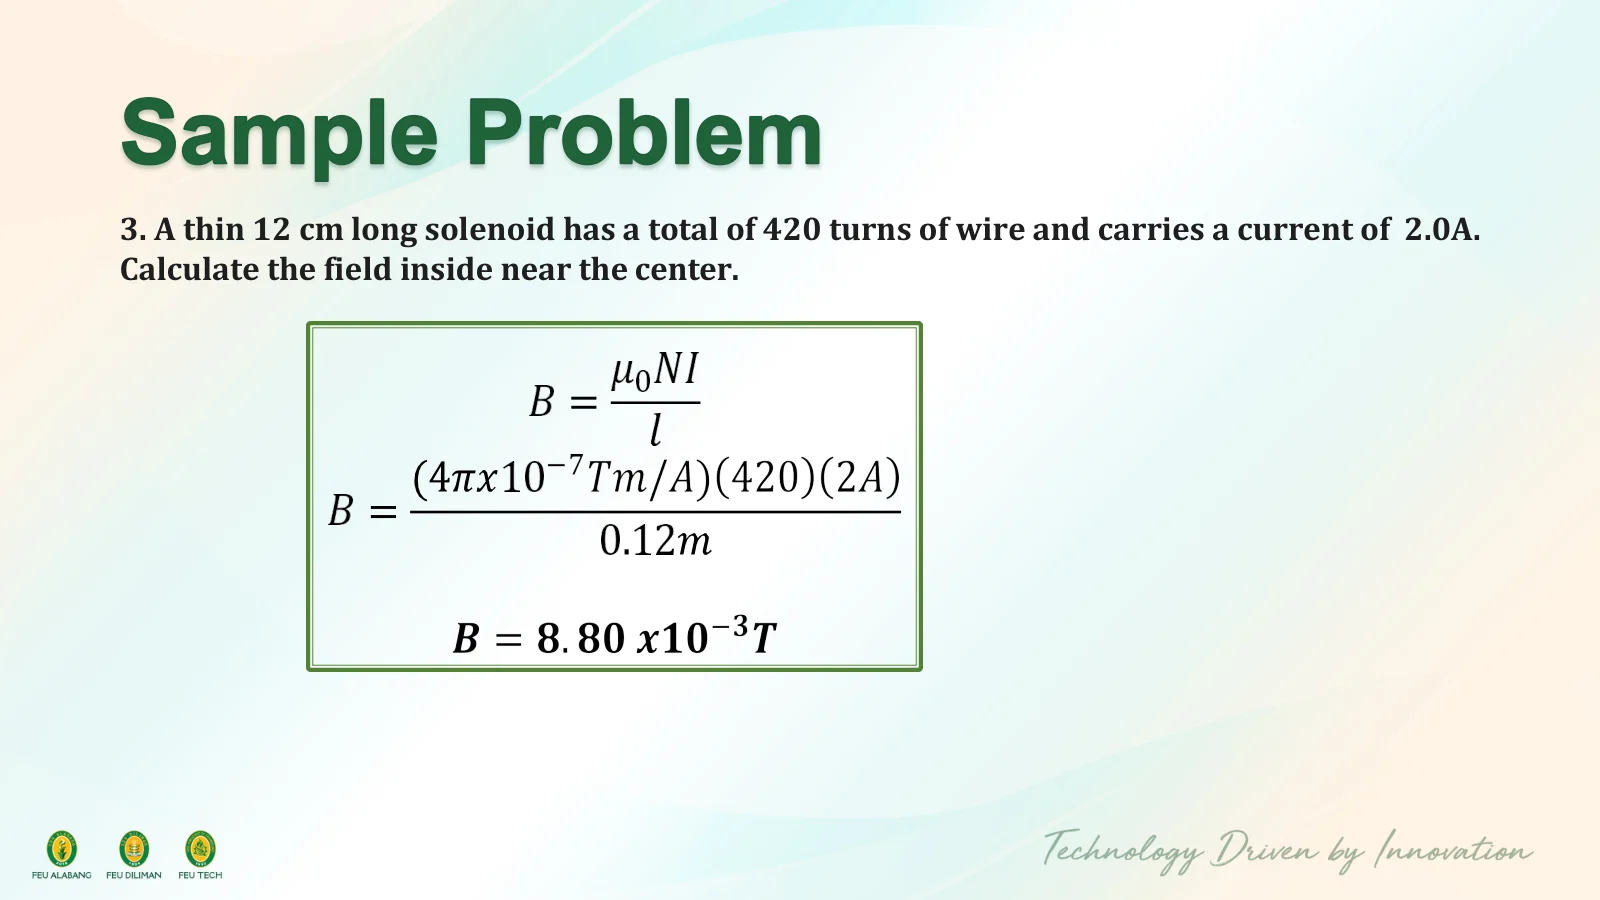 Sample Problem
3. A thin 12 cm long solenoid has a total of 420 turns of wire and carries a current of 2.0A.
Calculate the field inside near the center.
B = μ₀NI / l
B = (4πx10⁻⁷Tm/A)(420)(2A) / 0.12m
B = 8.80 x10⁻³T
FEU ALABANG FEU DILIMAN FEU TECH
Technology Driven by Innovation